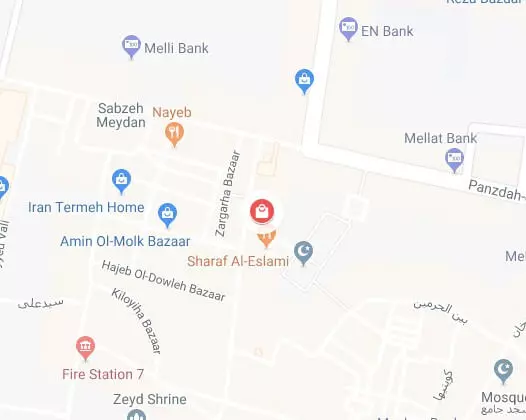 Reza Bazaar
EN Bank
Melli Bank
Sabzeh
Meydan
Nayeb
Mellat Bank
Zargarha Bazaar
Panzdah-
Iran Termeh Home
Amin Ol-Molk Bazaar
Sharaf Al-Eslami
Hajeb Ol-Dowleh Bazaar
Kiloyiha Bazaar
سیدعلی
بین الحرمین
Fire Station 7
Zeyd Shrine
Mosque
مسجد جامع